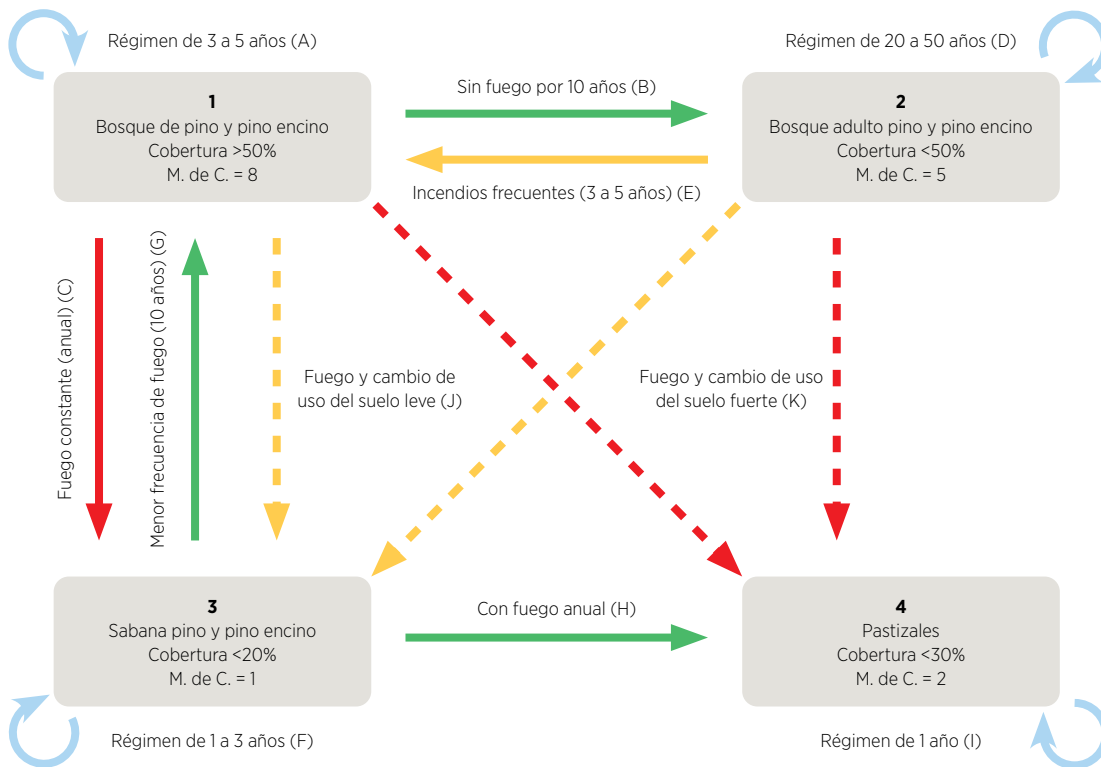 Régimen de 3 a 5 años (A)
1
Bosque de pino y pino encino
Cobertura >50%
M. de C. = 8
Sin fuego por 10 años (B)
Incendios frecuentes (3 a 5 años) (E)
Régimen de 20 a 50 años (D)
2
Bosque adulto pino y pino encino
Cobertura <50%
M. de C. = 5
Fuego constante (anual) (C)
Menor frecuencia de fuego (10 años) (G)
Fuego y cambio de
uso del suelo leve (J)
Fuego y cambio de uso
del suelo fuerte (K)
3
Sabana pino y pino encino
Cobertura <20%
M. de C. = 1
Régimen de 1 a 3 años (F)
Con fuego anual (H)
4
Pastizales
Cobertura <30%
M. de C. = 2
Régimen de 1 año (I)